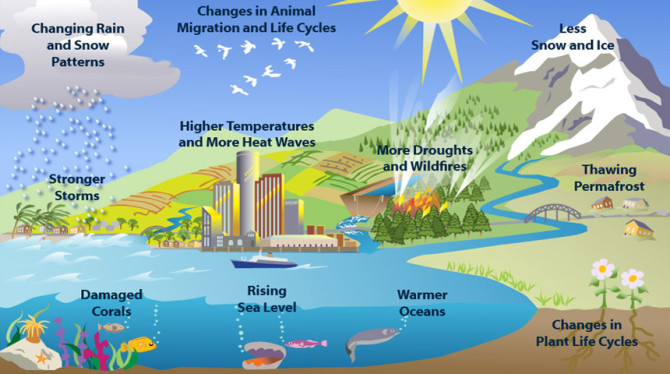 Changing Rain
and Snow
Patterns
Changes in Animal
Migration and Life Cycles
Less
Snow and Ice
Higher Temperatures
and More Heat Waves
More Droughts
and Wildfires
Stronger
Storms
Thawing
Permafrost
Damaged
Corals
Rising
Sea Level
Warmer
Oceans
Changes in
Plant Life Cycles